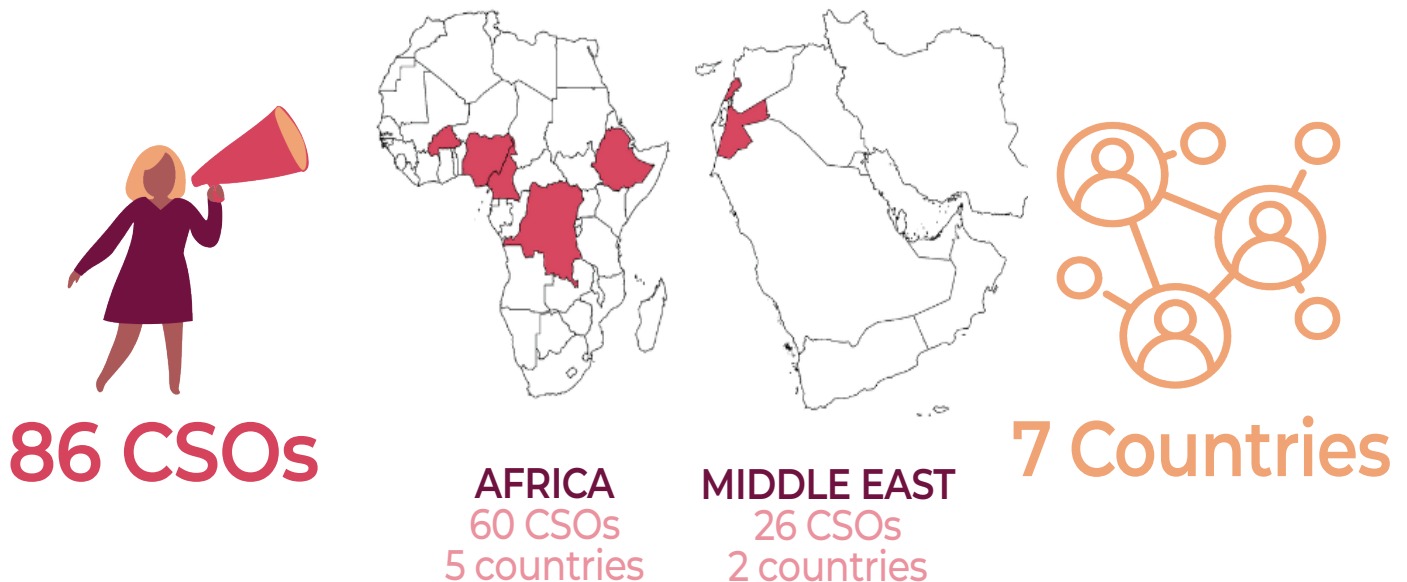 86 CSOs
AFRICA
60 CSOs
5 countries
MIDDLE EAST
26 CSOs
2 countries
7 Countries